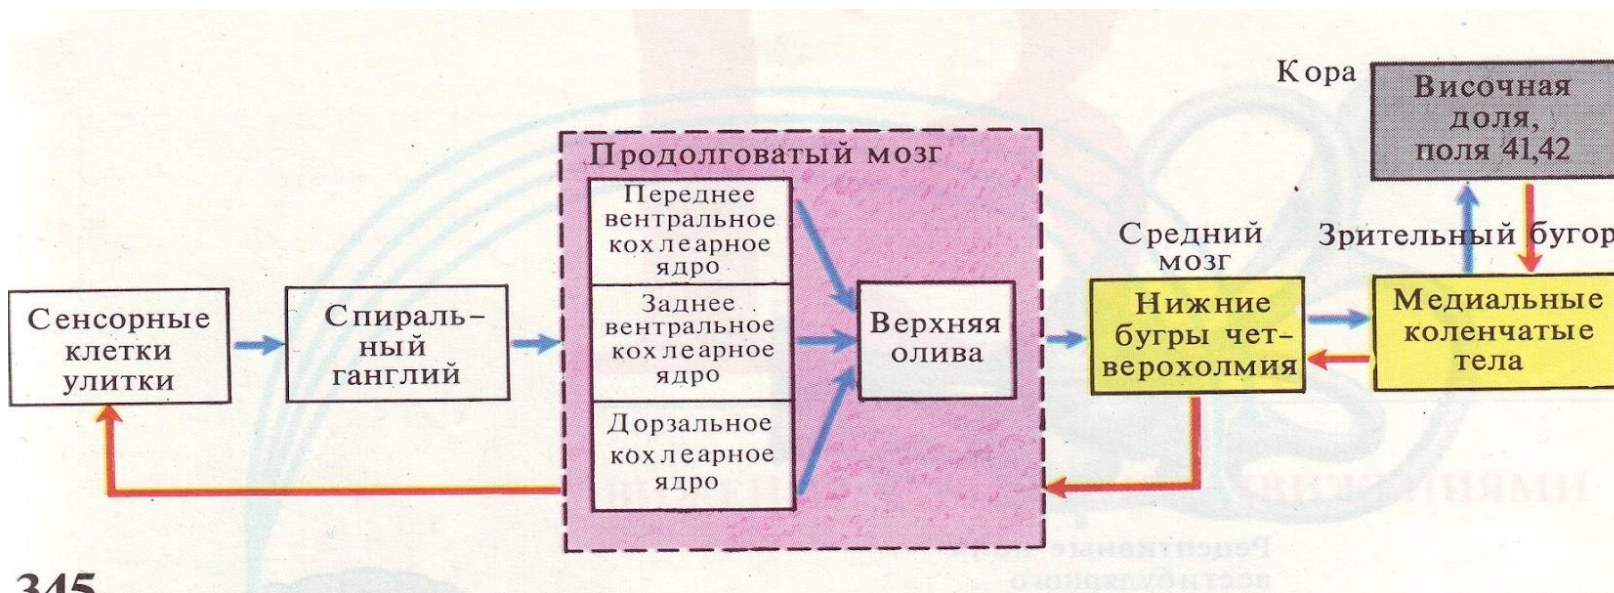 Кора
Височная
доля,
поля 41,42
Продолговатый мозг
Переднее
вентральное
кохлеарное
ядро
Средний
мозг
Зрительный бугор
Сенсорные
клетки
улитки
Спираль-
ный
ганглий
Заднее
вентральное
кохлеарное
ядро
Верхняя
олива
Нижние
бугры чет-
верохолмия
Медиальные
коленчатые
тела
Дорзальное
кохлеарное
ядро
345